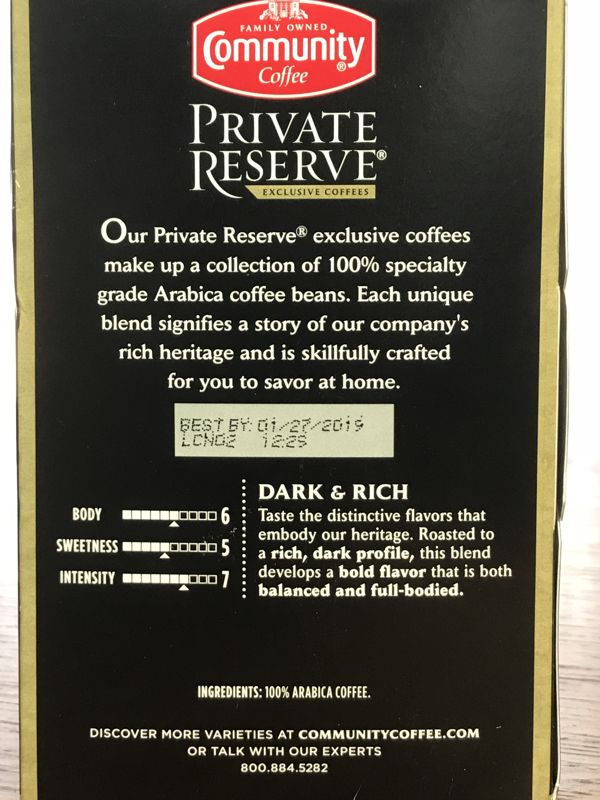 FAMILY OWNED
Community®
Coffee
PRIVATE
RESERVE®
EXCLUSIVE COFFEES
Our Private Reserve® exclusive coffees
make up a collection of 100% specialty
grade Arabica coffee beans. Each unique
blend signifies a story of our company's
rich heritage and is skillfully crafted
for you to savor at home.
BEST BY: 01/27/2019
LCN02 12:25
DARK & RICH
Taste the distinctive flavors that
embody our heritage. Roasted to
a rich, dark profile, this blend
develops a bold flavor that is both
balanced and full-bodied.
BODY 6
SWEETNESS 5
INTENSITY 7
INGREDIENTS: 100% ARABICA COFFEE.
DISCOVER MORE VARIETIES AT COMMUNITYCOFFEE.COM
OR TALK WITH OUR EXPERTS
800.884.5282